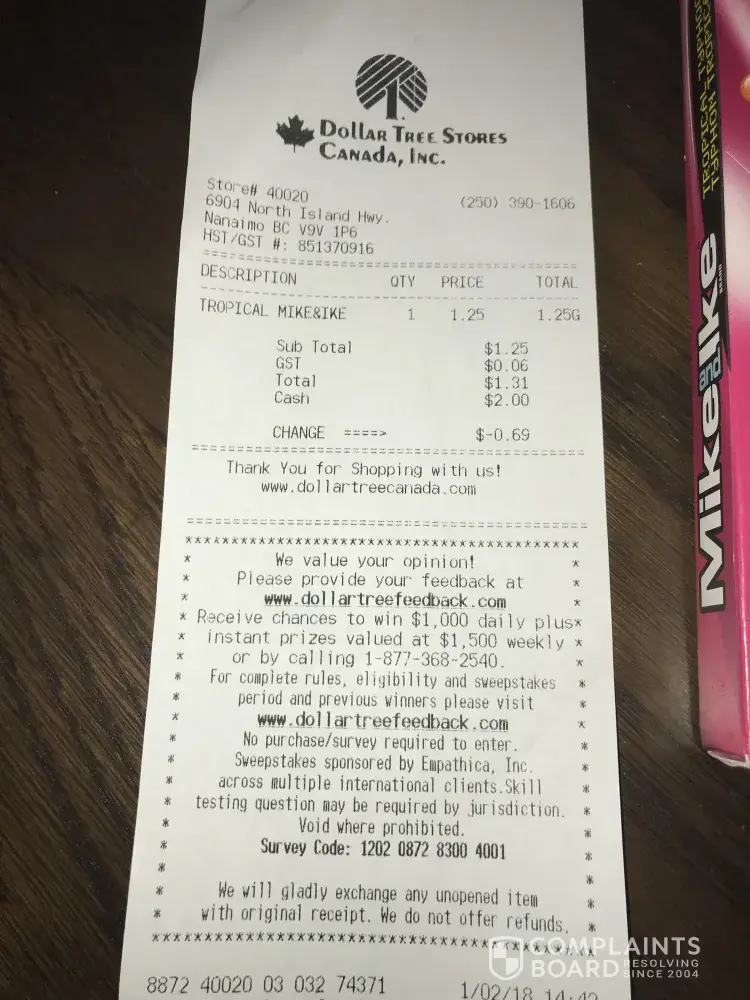 1
Dollar Tree Stores
Canada, Inc.
Store# 40020 (250) 390-1606
6904 North Island Hwy.
Nanaimo BC V9V 1P6
HST/GST #: 851370916
================================================
DESCRIPTION QTY PRICE TOTAL
------------------------------------------------
TROPICAL MIKE&IKE 1 1.25 1.25G
Sub Total $1.25
GST $0.06
Total $1.31
Cash $2.00
CHANGE ====> $-0.69
================================================
Thank You for Shopping with us!
www.dollartreecanada.com
================================================
*******************************************
* We value your opinion! *
* Please provide your feedback at *
* www.dollartreefeedback.com *
* Receive chances to win $1,000 daily plus*
* instant prizes valued at $1,500 weekly *
* or by calling 1-877-368-2540. *
* For complete rules, eligibility and sweepstakes *
* period and previous winners please visit *
* www.dollartreefeedback.com *
* No purchase/survey required to enter. *
* Sweepstakes sponsored by Empathica, Inc. *
* across multiple international clients.Skill *
* testing question may be required by jurisdiction. *
* Void where prohibited. *
* Survey Code: 1202 0872 8300 4001 *
* *
* We will gladly exchange any unopened item *
* with original receipt. We do not offer refunds. *
*******************************************
8872 40020 03 032 74371 1/02/18 14:42
Mike and Ike
BRAND
TROPICAL TYPHOON
TYPHOON TROPICAL
COMPLAINTS
BOARD RESOLVING
SINCE 2004